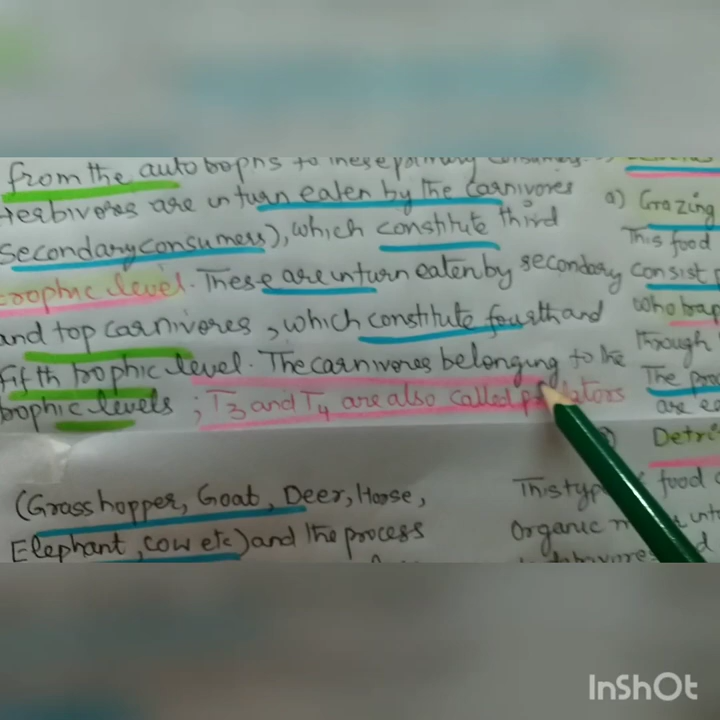 from the autotrophs to these primary consumers.
Herbivores are in turn eaten by the Carnivores
secondary consumers), which constitute third
trophic level. These are in turn eaten by secondary
and top carnivores, which constitute fourth and
fifth trophic level. The carnivores belonging to the
trophic levels; T3 and T4 are also called predators
(Grasshopper, Goat, Deer, Horse,
Elephant, cow etc) and the process
a) Grazing
This food
consist
who
through
The
are
Detri
This type food
Organic
InShOt